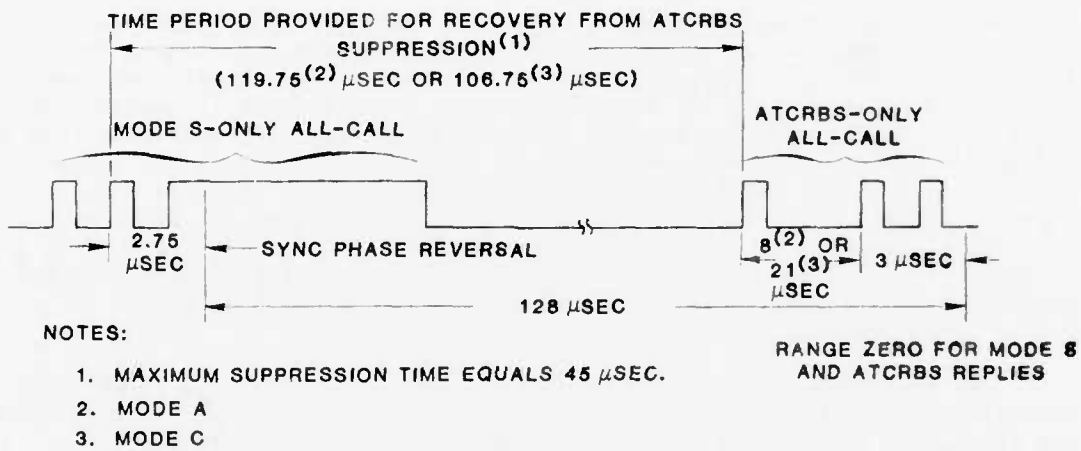 TIME PERIOD PROVIDED FOR RECOVERY FROM ATCRBS
SUPPRESSION(1)
(119.75(2) μSEC OR 106.75(3) μSEC)
MODE S-ONLY ALL-CALL
ATCRBS-ONLY
ALL-CALL
2.75
μSEC
SYNC PHASE REVERSAL
8(2) OR
21(3)
μSEC
3 μSEC
128 μSEC
NOTES:
1. MAXIMUM SUPPRESSION TIME EQUALS 45 μSEC.
2. MODE A
3. MODE C
RANGE ZERO FOR MODE S
AND ATCRBS REPLIES